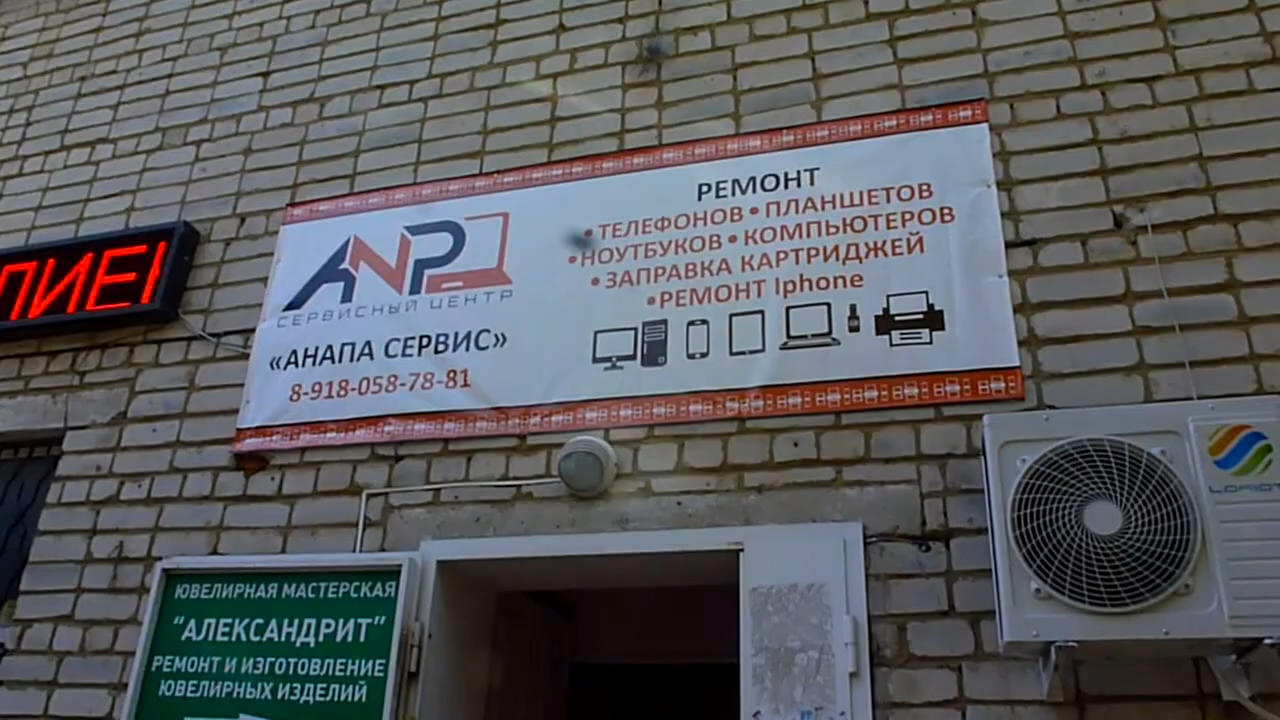 ПИЕ!
ANP
СЕРВИСНЫЙ ЦЕНТР
«АНАПА СЕРВИС»
8-918-058-78-81
РЕМОНТ
• ТЕЛЕФОНОВ • ПЛАНШЕТОВ
• НОУТБУКОВ • КОМПЬЮТЕРОВ
• ЗАПРАВКА КАРТРИДЖЕЙ
• РЕМОНТ Iphone
LORIOT
ЮВЕЛИРНАЯ МАСТЕРСКАЯ
"АЛЕКСАНДРИТ"
РЕМОНТ И ИЗГОТОВЛЕНИЕ
ЮВЕЛИРНЫХ ИЗДЕЛИЙ